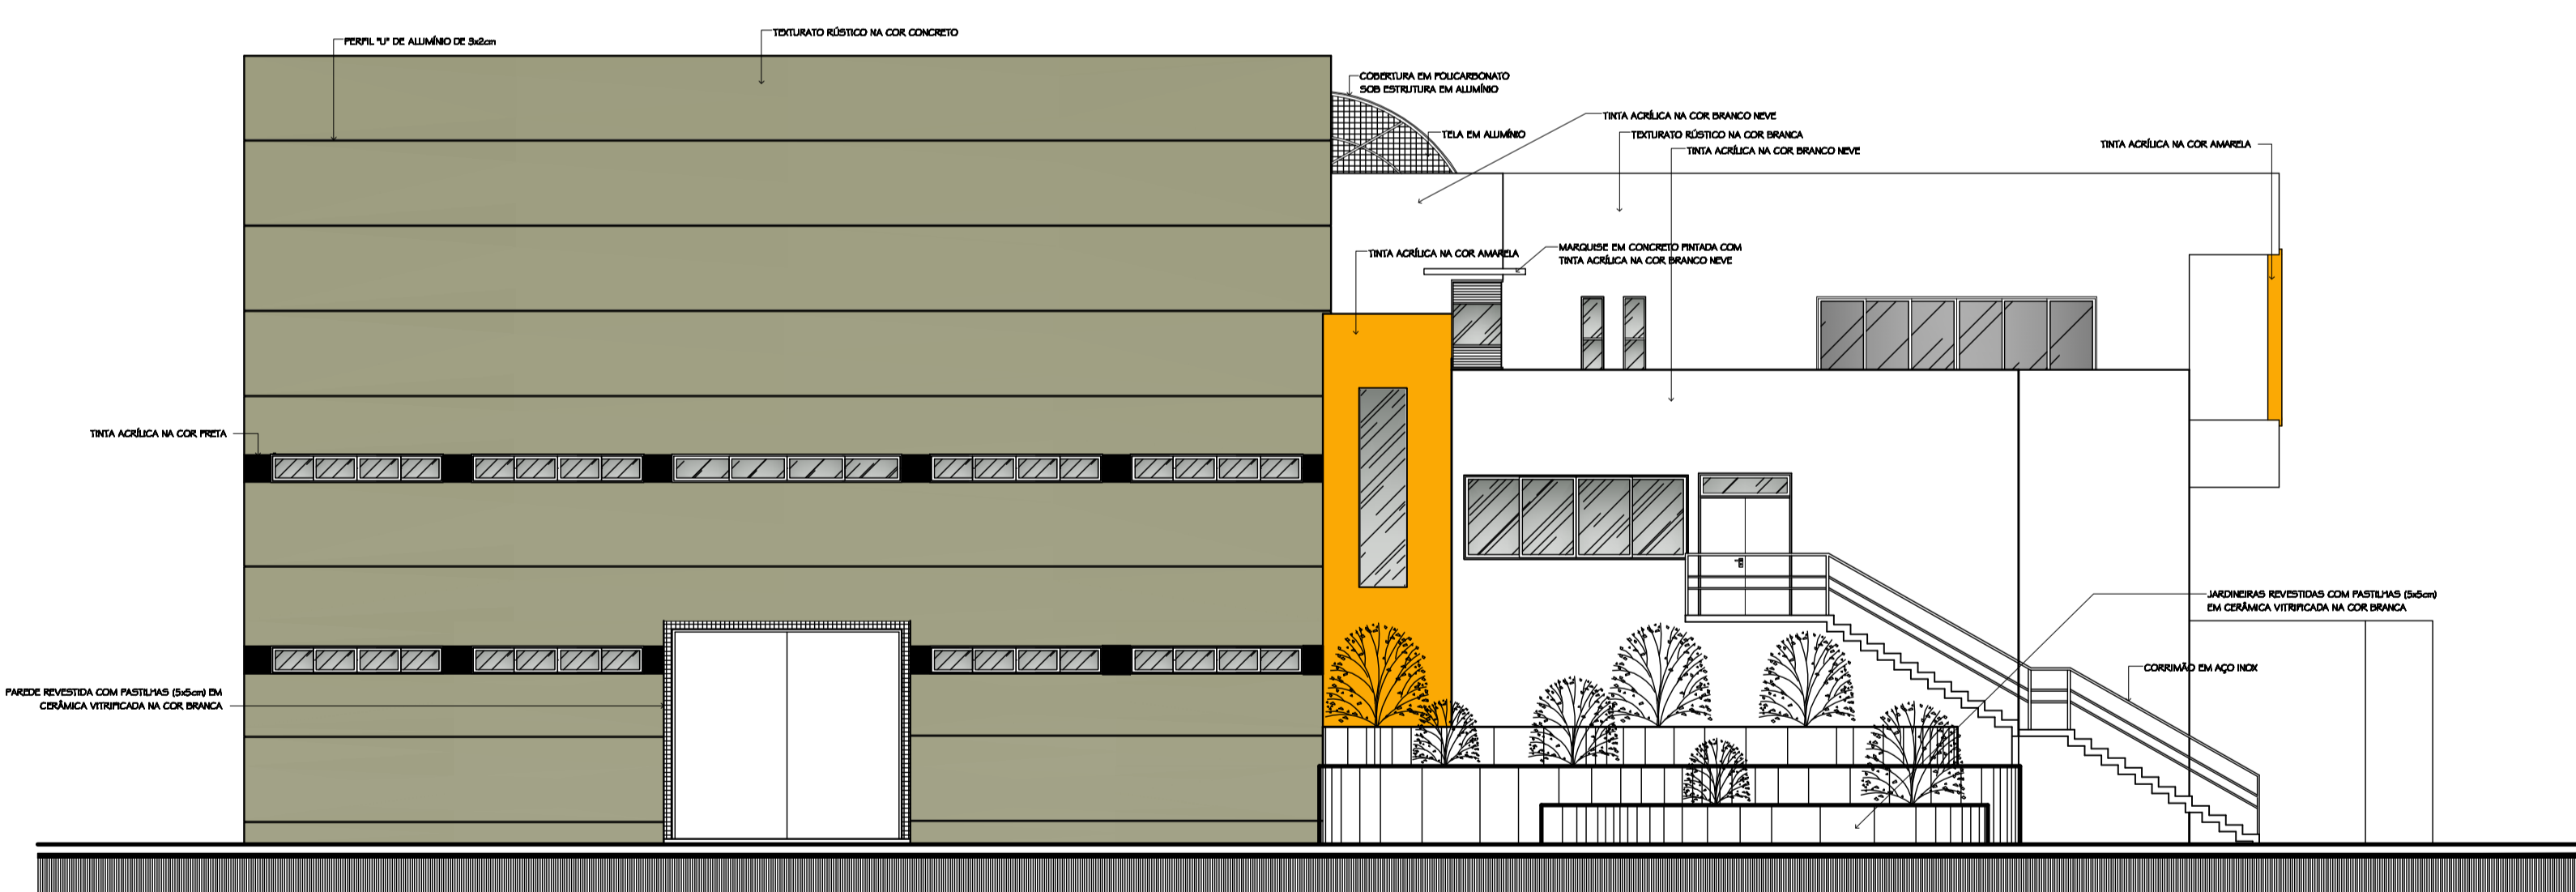 TEXTURATO RÚSTICO NA COR CONCRETO
PERFIL "U" DE ALUMÍNIO DE 3x2cm
COBERTURA EM POLICARBONATO
SOB ESTRUTURA EM ALUMÍNIO
TINTA ACRÍLICA NA COR BRANCO NEVE
TELA EM ALUMÍNIO
TEXTURATO RÚSTICO NA COR BRANCA
TINTA ACRÍLICA NA COR BRANCO NEVE
TINTA ACRÍLICA NA COR AMARELA
TINTA ACRÍLICA NA COR AMARELA
MARQUISE EM CONCRETO PINTADA COM
TINTA ACRÍLICA NA COR BRANCO NEVE
TINTA ACRÍLICA NA COR PRETA
JARDINEIRAS REVESTIDAS COM PASTILHAS (5x5cm)
EM CERÂMICA VITRIFICADA NA COR BRANCA
CORRIMÃO EM AÇO INOX
PAREDE REVESTIDA COM PASTILHAS (5x5cm) EM
CERÂMICA VITRIFICADA NA COR BRANCA